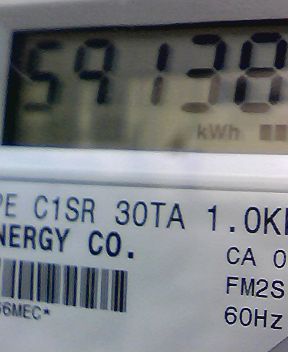 59138
kWh
PE C1SR 30TA 1.0K
NERGY CO.
CA 0
FM2S
6MEC*
60Hz